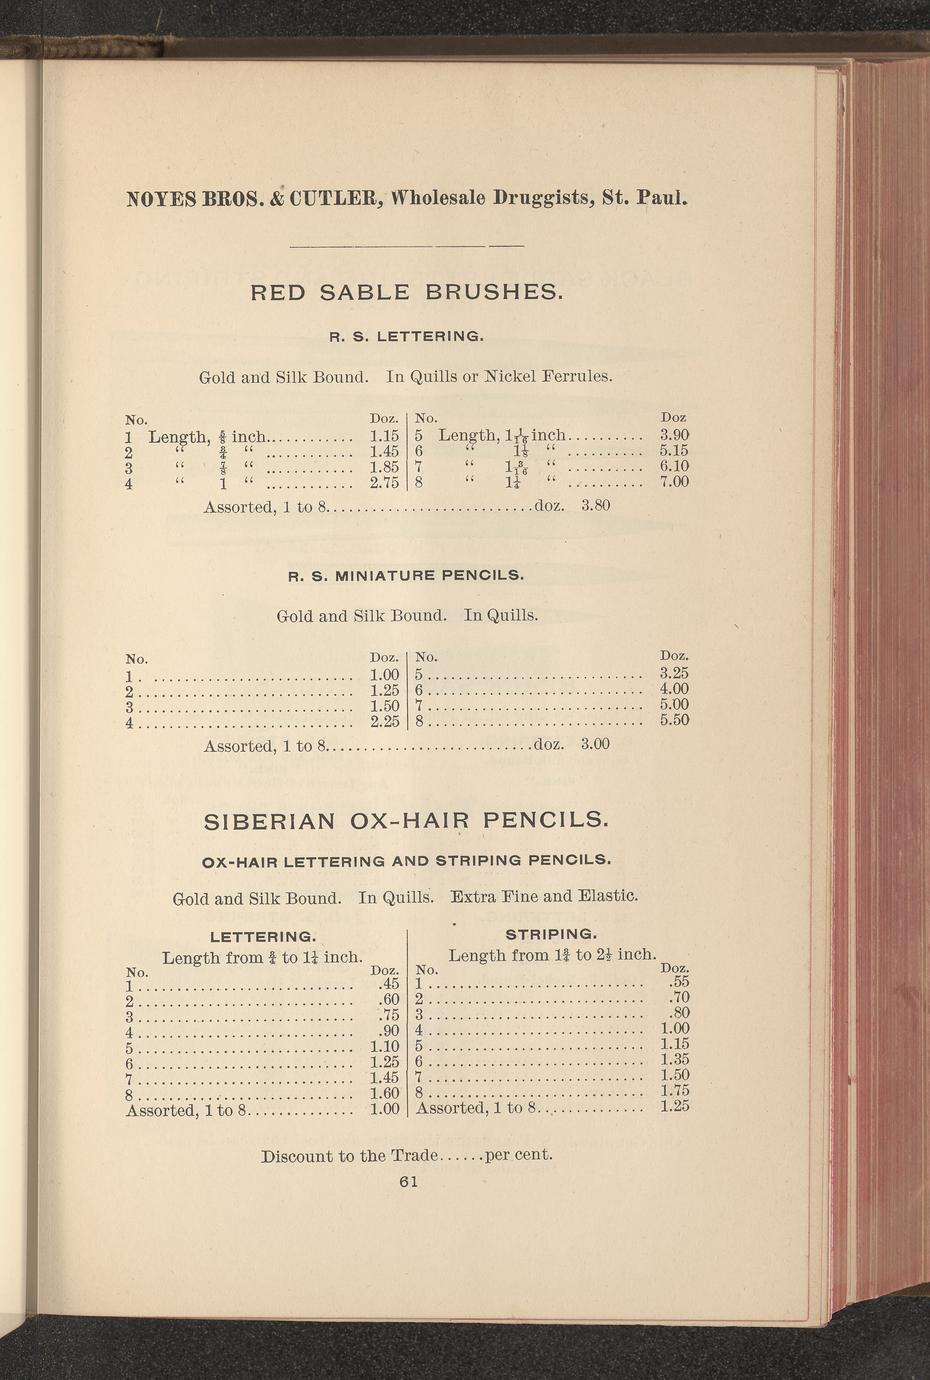 NOYES BROS. & CUTLER, Wholesale Druggists, St. Paul.
RED SABLE BRUSHES.
R. S. LETTERING.
Gold and Silk Bound. In Quills or Nickel Ferrules.
No. Doz. | No. Doz
1 Length, ⅝ inch........... 1.15 | 5 Length, 1 1/16 inch.......... 3.90
2 “ ¾ “ ............ 1.45 | 6 “ 1⅛ “ .......... 5.15
3 “ ⅞ “ ............ 1.85 | 7 “ 1 3/16 “ .......... 6.10
4 “ 1 “ ............ 2.75 | 8 “ 1¼ “ .......... 7.00
Assorted, 1 to 8...........................doz. 3.80
R. S. MINIATURE PENCILS.
Gold and Silk Bound. In Quills.
No. Doz. | No. Doz.
1. .......................... 1.00 | 5............................ 3.25
2............................ 1.25 | 6............................ 4.00
3............................ 1.50 | 7............................ 5.00
4............................ 2.25 | 8............................ 5.50
Assorted, 1 to 8...........................doz. 3.00
SIBERIAN OX-HAIR PENCILS.
OX-HAIR LETTERING AND STRIPING PENCILS.
Gold and Silk Bound. In Quills. Extra Fine and Elastic.
LETTERING. | STRIPING.
Length from ¾ to 1¼ inch. | Length from 1¾ to 2½ inch.
No. Doz. | No. Doz.
1............................ .45 | 1............................ .55
2............................ .60 | 2............................ .70
3............................ .75 | 3............................ .80
4............................ .90 | 4............................ 1.00
5............................ 1.10 | 5............................ 1.15
6............................ 1.25 | 6............................ 1.35
7............................ 1.45 | 7............................ 1.50
8............................ 1.60 | 8............................ 1.75
Assorted, 1 to 8.............. 1.00 | Assorted, 1 to 8.............. 1.25
Discount to the Trade......per cent.
61